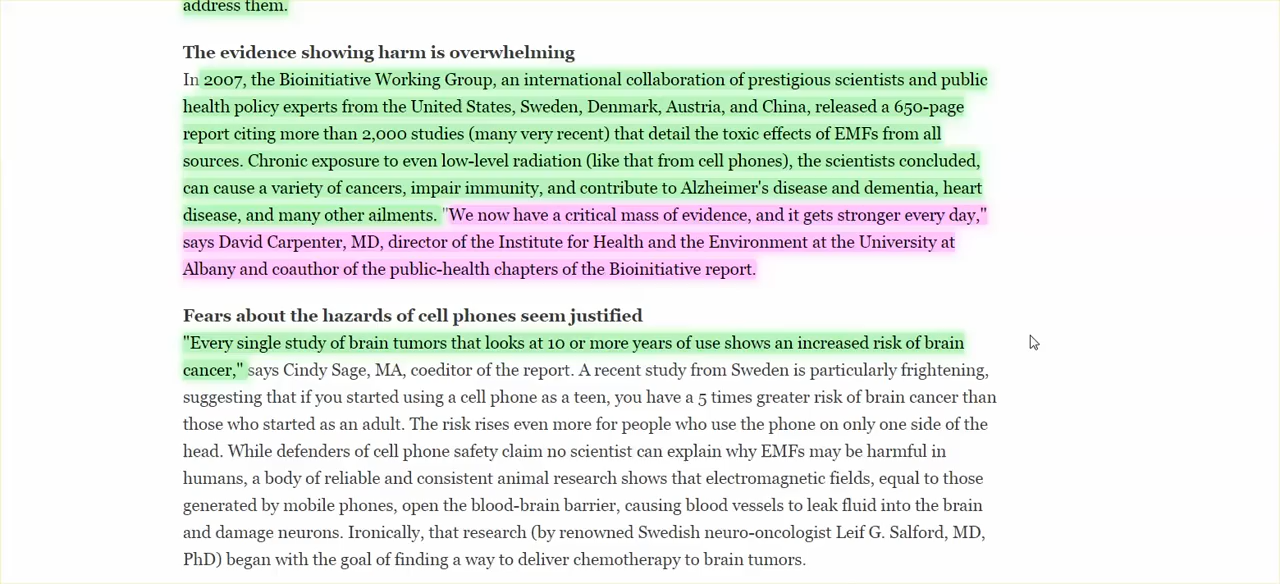 address them.
The evidence showing harm is overwhelming
In 2007, the Bioinitiative Working Group, an international collaboration of prestigious scientists and public
health policy experts from the United States, Sweden, Denmark, Austria, and China, released a 650-page
report citing more than 2,000 studies (many very recent) that detail the toxic effects of EMFs from all
sources. Chronic exposure to even low-level radiation (like that from cell phones), the scientists concluded,
can cause a variety of cancers, impair immunity, and contribute to Alzheimer's disease and dementia, heart
disease, and many other ailments. "We now have a critical mass of evidence, and it gets stronger every day,"
says David Carpenter, MD, director of the Institute for Health and the Environment at the University at
Albany and coauthor of the public-health chapters of the Bioinitiative report.
Fears about the hazards of cell phones seem justified
"Every single study of brain tumors that looks at 10 or more years of use shows an increased risk of brain
cancer," says Cindy Sage, MA, coeditor of the report. A recent study from Sweden is particularly frightening,
suggesting that if you started using a cell phone as a teen, you have a 5 times greater risk of brain cancer than
those who started as an adult. The risk rises even more for people who use the phone on only one side of the
head. While defenders of cell phone safety claim no scientist can explain why EMFs may be harmful in
humans, a body of reliable and consistent animal research shows that electromagnetic fields, equal to those
generated by mobile phones, open the blood-brain barrier, causing blood vessels to leak fluid into the brain
and damage neurons. Ironically, that research (by renowned Swedish neuro-oncologist Leif G. Salford, MD,
PhD) began with the goal of finding a way to deliver chemotherapy to brain tumors.